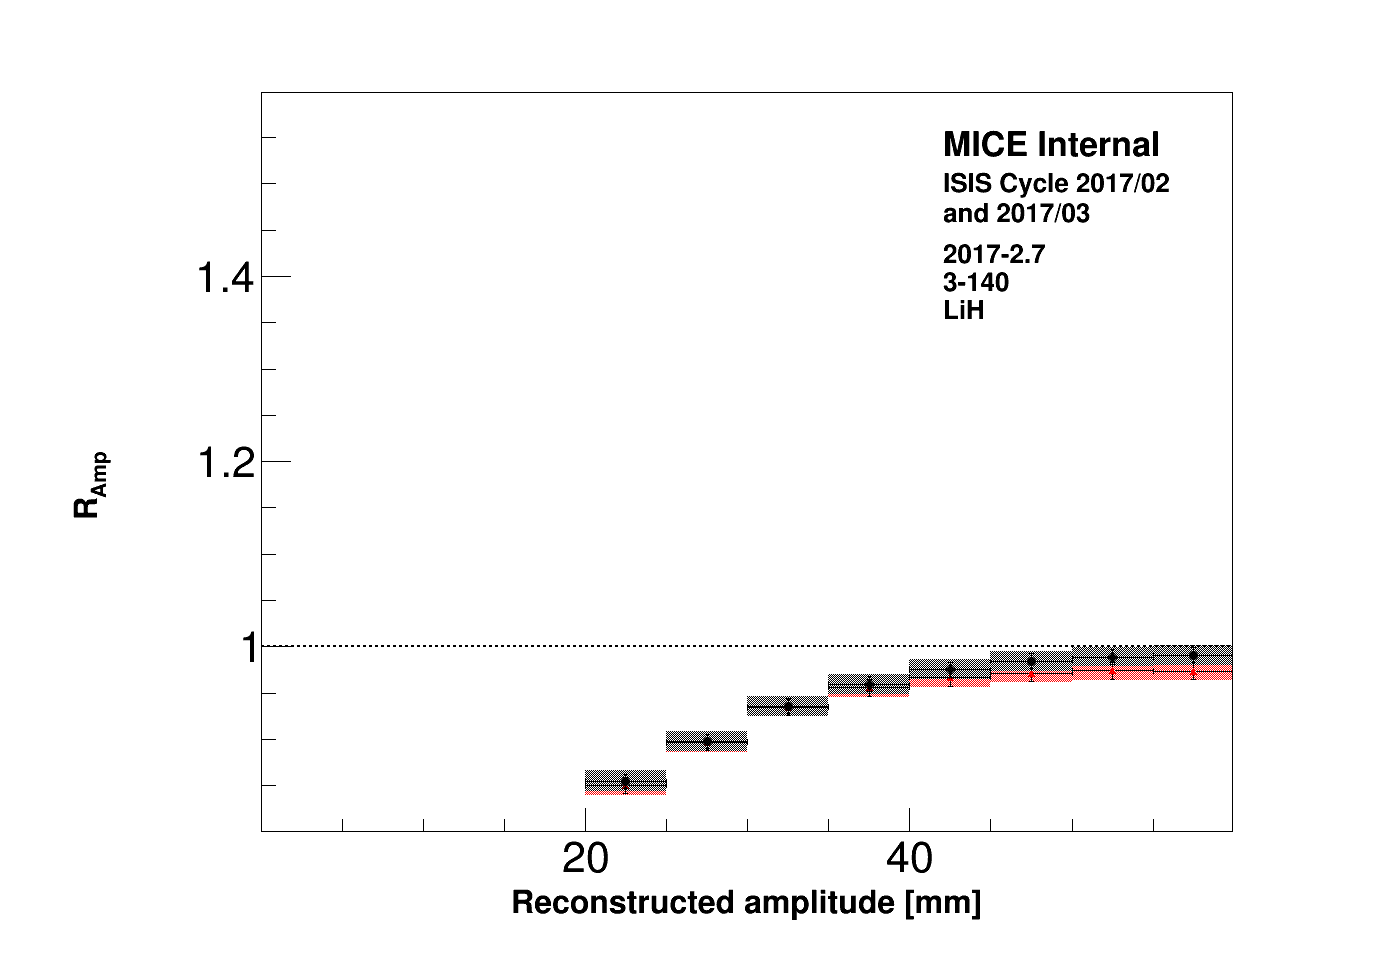 MICE Internal
ISIS Cycle 2017/02
and 2017/03
2017-2.7
3-140
LiH
1.4
1.2
1
R_Amp
20
40
Reconstructed amplitude [mm]